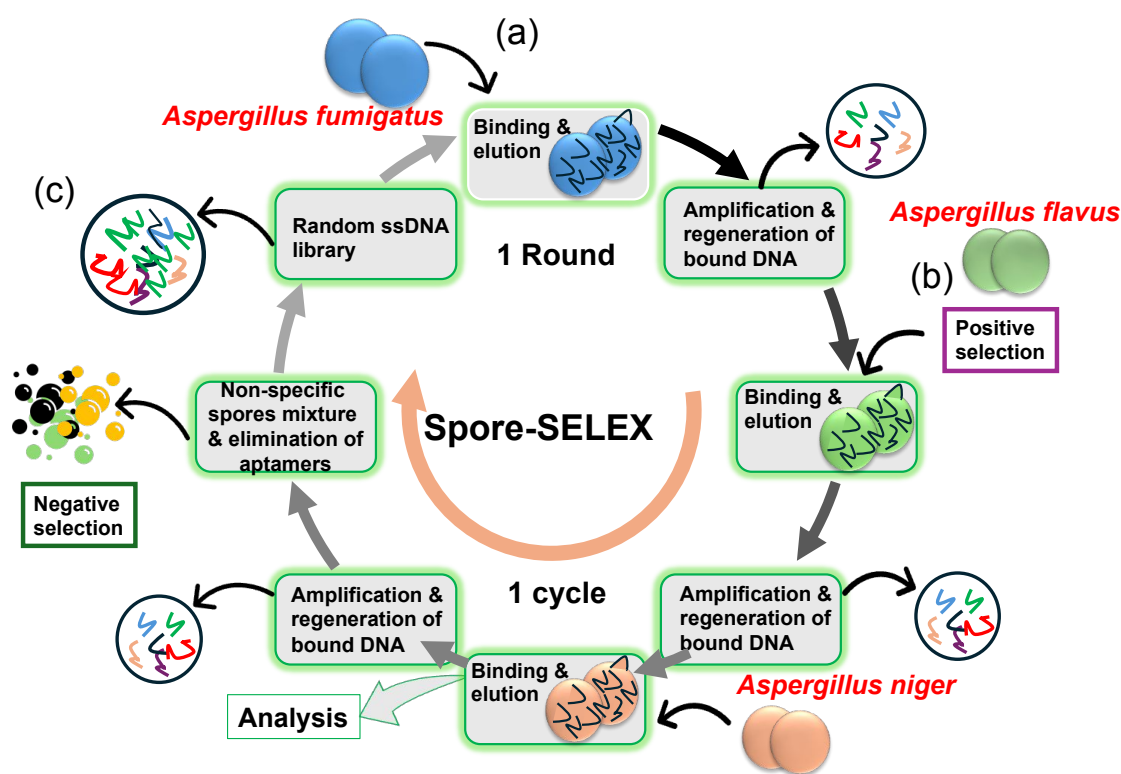 (a)
Aspergillus fumigatus
Binding &
elution
(c)
Random ssDNA
library
1 Round
Amplification &
regeneration of
bound DNA
Aspergillus flavus
(b)
Positive
selection
Binding &
elution
Non-specific
spores mixture
& elimination of
aptamers
Spore-SELEX
Negative
selection
1 cycle
Amplification &
regeneration of
bound DNA
Amplification &
regeneration of
bound DNA
Binding &
elution
Aspergillus niger
Analysis